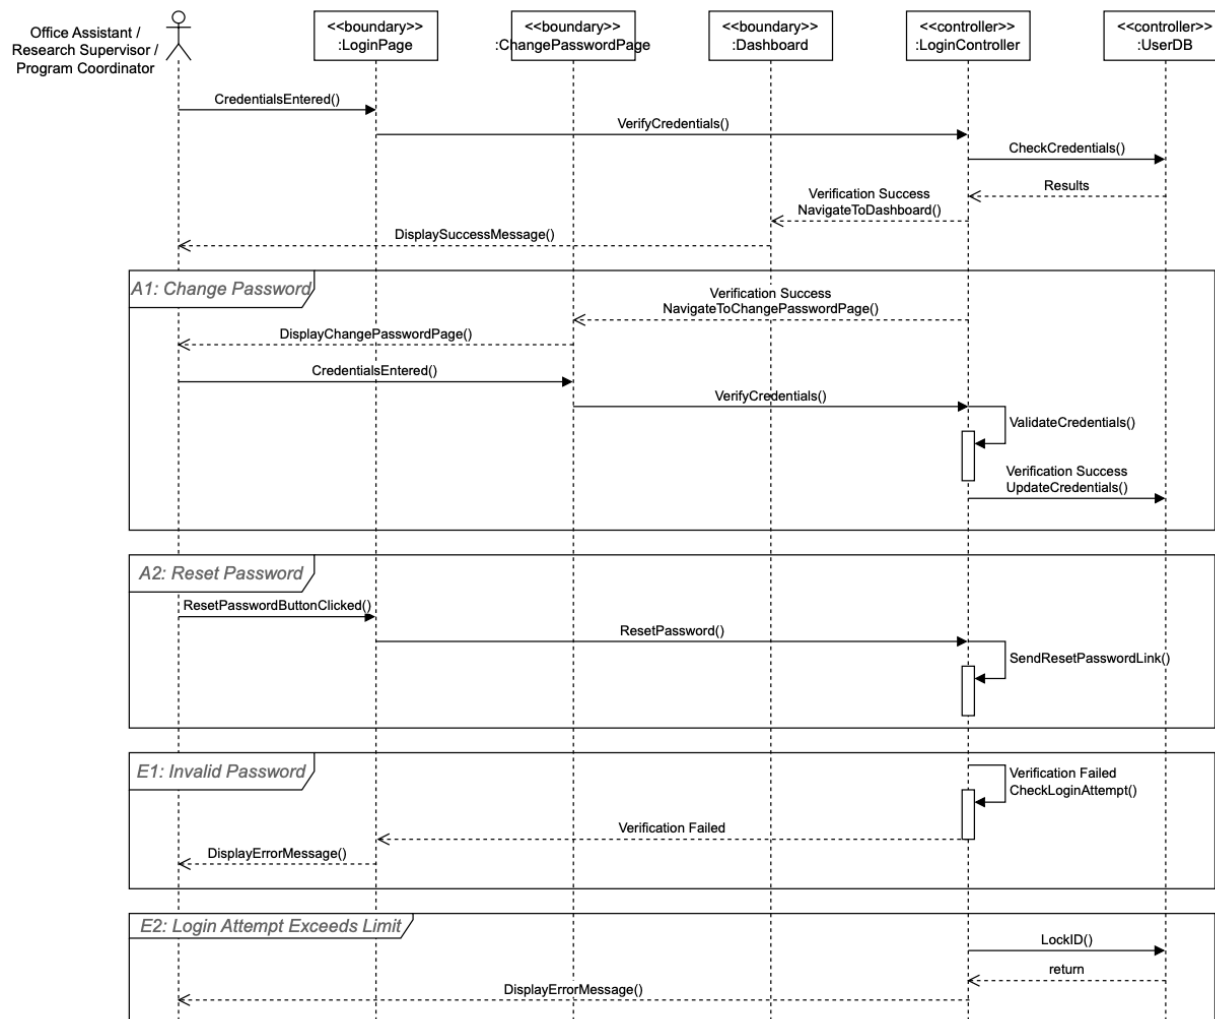 Office Assistant /
Research Supervisor /
Program Coordinator
<<boundary>>
:LoginPage
<<boundary>>
:ChangePasswordPage
<<boundary>>
:Dashboard
<<controller>>
:LoginController
<<controller>>
:UserDB
CredentialsEntered()
VerifyCredentials()
CheckCredentials()
Results
Verification Success
NavigateToDashboard()
DisplaySuccessMessage()
A1: Change Password
Verification Success
NavigateToChangePasswordPage()
DisplayChangePasswordPage()
CredentialsEntered()
VerifyCredentials()
ValidateCredentials()
Verification Success
UpdateCredentials()
A2: Reset Password
ResetPasswordButtonClicked()
ResetPassword()
SendResetPasswordLink()
E1: Invalid Password
Verification Failed
CheckLoginAttempt()
Verification Failed
DisplayErrorMessage()
E2: Login Attempt Exceeds Limit
LockID()
return
DisplayErrorMessage()